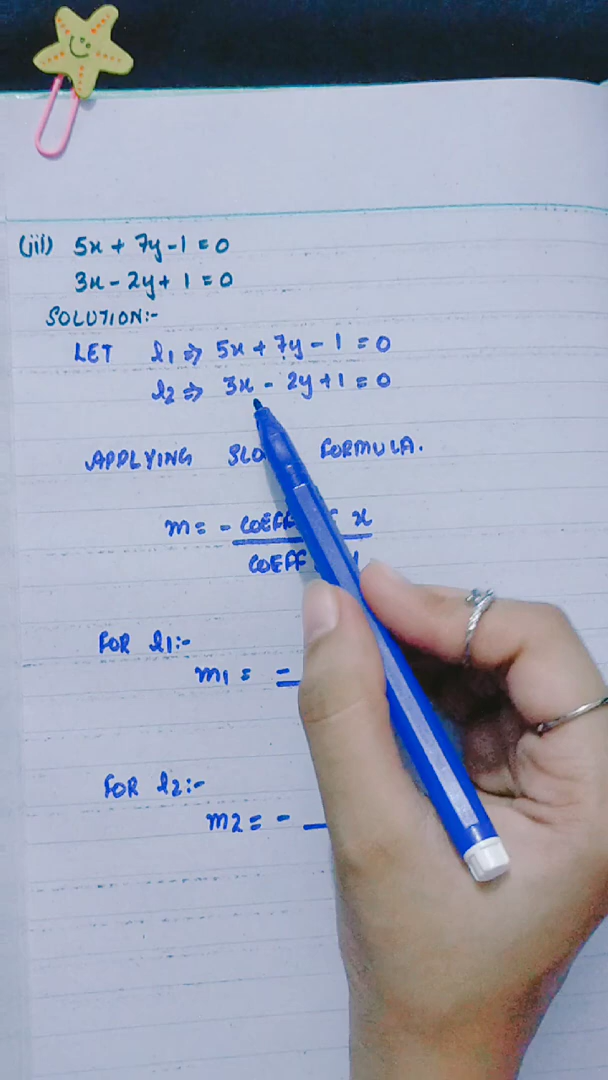 (iii) 5x + 7y - 1 = 0
3x - 2y + 1 = 0
SOLUTION:-
LET l1 ⇒ 5x + 7y - 1 = 0
l2 ⇒ 3x - 2y + 1 = 0
APPLYING SLO FORMULA.
m = - COEFF x
COEFF
FOR l1:-
m1 = -
FOR l2:-
m2 = -